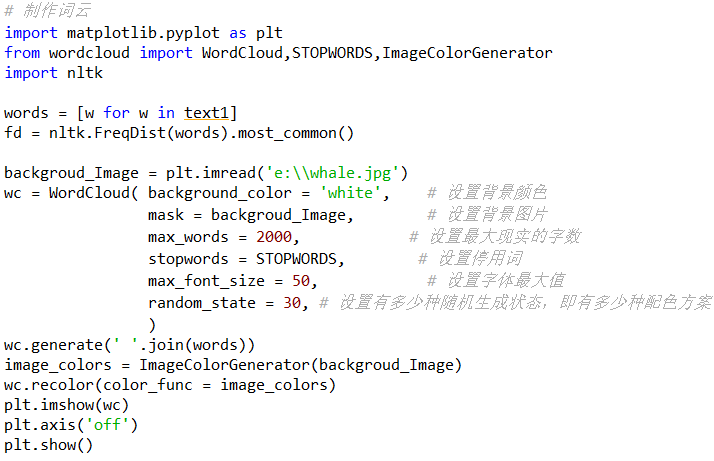 # 制作词云
import matplotlib.pyplot as plt
from wordcloud import WordCloud,STOPWORDS,ImageColorGenerator
import nltk
words = [w for w in text1]
fd = nltk.FreqDist(words).most_common()
backgroud_Image = plt.imread('e:\\whale.jpg')
wc = WordCloud( background_color = 'white',    # 设置背景颜色
                mask = backgroud_Image,        # 设置背景图片
                max_words = 2000,            # 设置最大现实的字数
                stopwords = STOPWORDS,        # 设置停用词
                max_font_size = 50,            # 设置字体最大值
                random_state = 30, # 设置有多少种随机生成状态，即有多少种配色方案
                )
wc.generate(' '.join(words))
image_colors = ImageColorGenerator(backgroud_Image)
wc.recolor(color_func = image_colors)
plt.imshow(wc)
plt.axis('off')
plt.show()